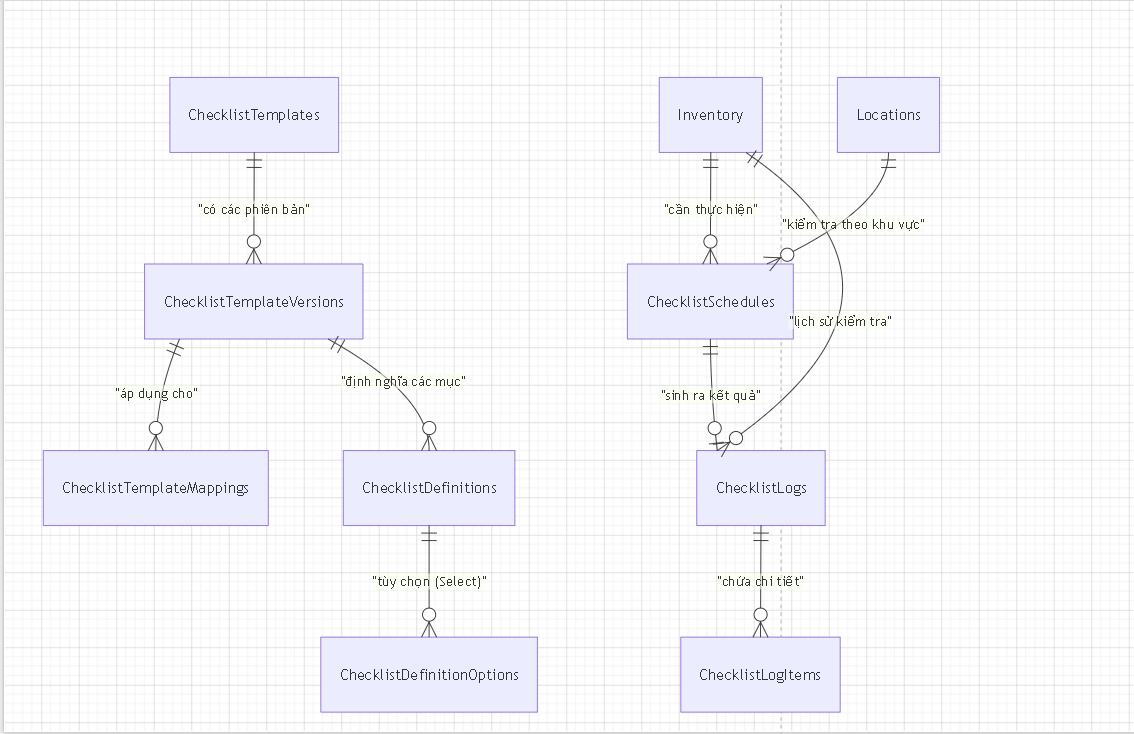 ChecklistTemplates
Inventory
Locations
"có các phiên bản"
"cần thực hiện"
"kiểm tra theo khu vực"
ChecklistTemplateVersions
ChecklistSchedules
"lịch sử kiểm tra"
"áp dụng cho"
"định nghĩa các mục"
"sinh ra kết quả"
ChecklistTemplateMappings
ChecklistDefinitions
ChecklistLogs
"tùy chọn (Select)"
"chứa chi tiết"
ChecklistDefinitionOptions
ChecklistLogItems